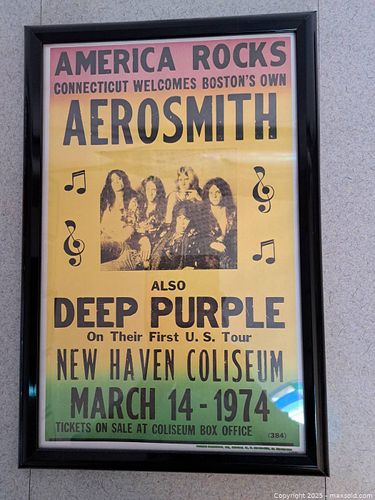 AMERICA ROCKS
CONNECTICUT WELCOMES BOSTON'S OWN
AEROSMITH
ALSO
DEEP PURPLE
On Their First U. S. Tour
NEW HAVEN COLISEUM
MARCH 14 - 1974
TICKETS ON SALE AT COLISEUM BOX OFFICE (384)
Copyright 2025 - maxsold.com